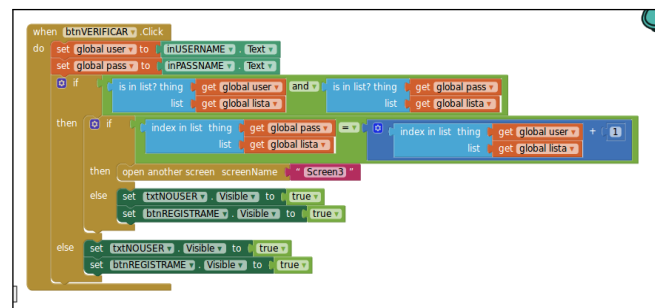 when btnVERIFICAR .Click
do set global user to inUSERNAME . Text
set global pass to inPASSNAME . Text
if is in list? thing get global user and is in list? thing get global pass
list get global lista list get global lista
then if index in list thing get global pass = index in list thing get global user + 1
list get global lista list get global lista
then open another screen screenName " Screen3 "
else set txtNOUSER . Visible to true
set btnREGISTRAME . Visible to true
else set txtNOUSER . Visible to true
set btnREGISTRAME . Visible to true